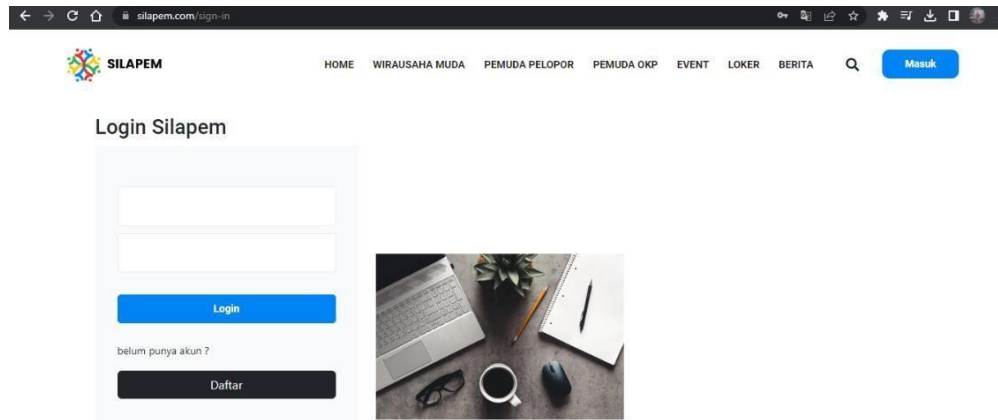 silapem.com/sign-in
SILAPEM HOME WIRAUSAHA MUDA PEMUDA PELOPOR PEMUDA OKP EVENT LOKER BERITA Masuk
Login Silapem
Login
belum punya akun ?
Daftar